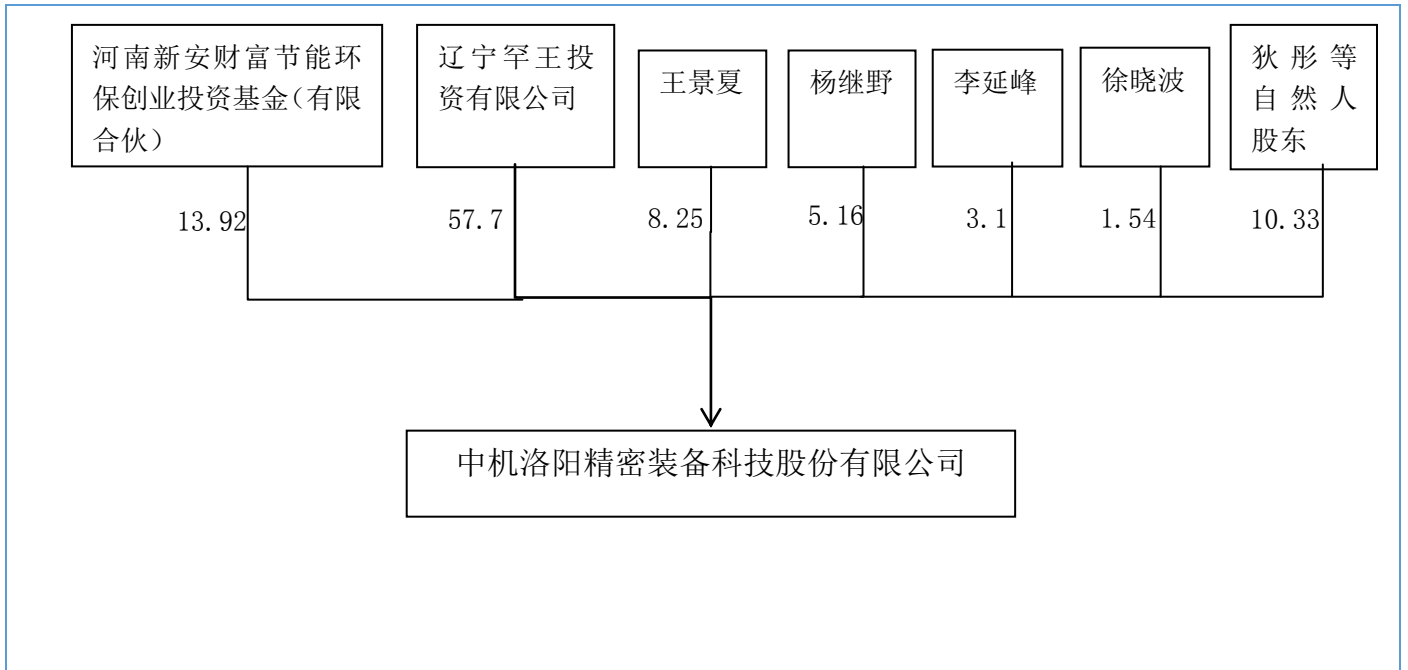 河南新安财富节能环
保创业投资基金(有限
合伙)
辽宁罕王投
资有限公司
王景夏
杨继野
李延峰
徐晓波
狄彤等
自然人
股东
13.92
57.7
8.25
5.16
3.1
1.54
10.33
中机洛阳精密装备科技股份有限公司